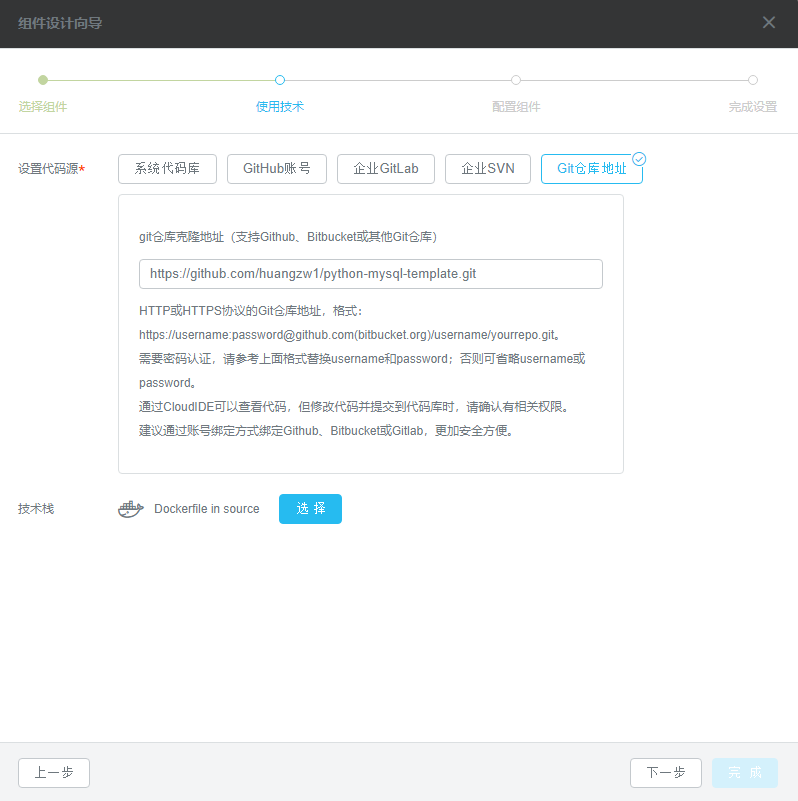 组件设计向导
选择组件
使用技术
配置组件
完成设置
设置代码源*
系统代码库
GitHub账号
企业GitLab
企业SVN
Git仓库地址
git仓库克隆地址（支持Github、Bitbucket或其他Git仓库）
https://github.com/huangzw1/python-mysql-template.git
HTTP或HTTPS协议的Git仓库地址，格式：
https://username:password@github.com(bitbucket.org)/username/yourrepo.git。
需要密码认证，请参考上面格式替换username和password；否则可省略username或
password。
通过CloudIDE可以查看代码，但修改代码并提交到代码库时，请确认有相关权限。
建议通过账号绑定方式绑定Github、Bitbucket或Gitlab，更加安全方便。
技术栈
Dockerfile in source
选择
上一步
下一步
完成